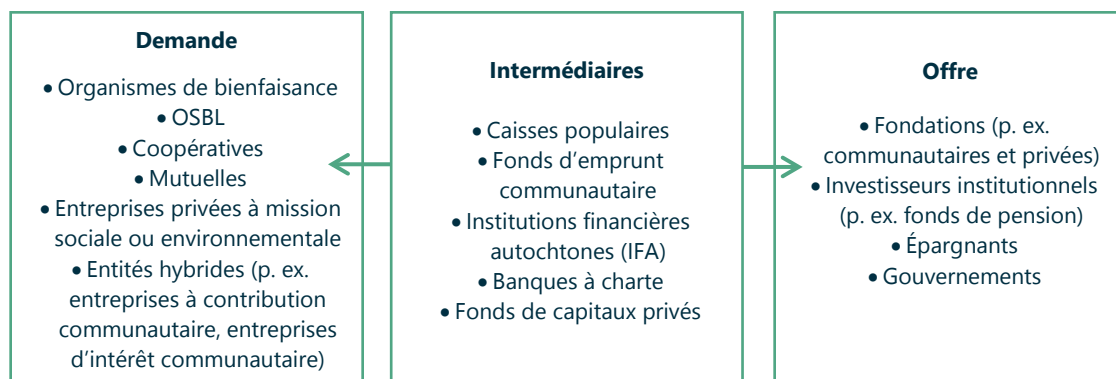 Demande
• Organismes de bienfaisance
• OSBL
• Coopératives
• Mutuelles
• Entreprises privées à mission
sociale ou environnementale
• Entités hybrides (p. ex.
entreprises à contribution
communautaire, entreprises
d'intérêt communautaire)
Intermédiaires
• Caisses populaires
• Fonds d'emprunt
communautaire
• Institutions financières
autochtones (IFA)
• Banques à charte
• Fonds de capitaux privés
Offre
• Fondations (p. ex.
communautaires et privées)
• Investisseurs institutionnels
(p. ex. fonds de pension)
• Épargnants
• Gouvernements